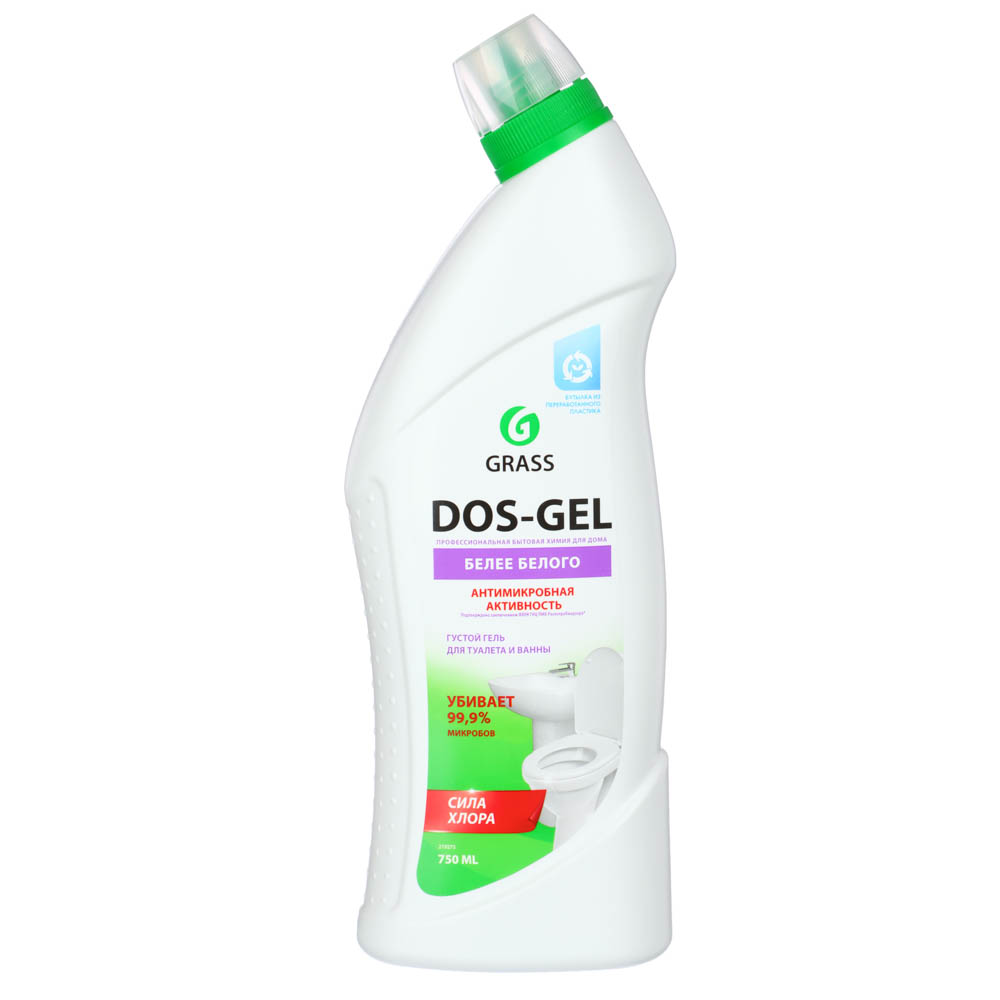 БУТЫЛКА ИЗ
ПЕРЕРАБОТАННОГО
ПЛАСТИКА
G
GRASS
DOS-GEL
ПРОФЕССИОНАЛЬНАЯ БЫТОВАЯ ХИМИЯ ДЛЯ ДОМА
БЕЛЕЕ БЕЛОГО
АНТИМИКРОБНАЯ
АКТИВНОСТЬ
ГУСТОЙ ГЕЛЬ
ДЛЯ ТУАЛЕТА И ВАННЫ
УБИВАЕТ
99,9%
МИКРОБОВ
СИЛА
ХЛОРА
750 ML